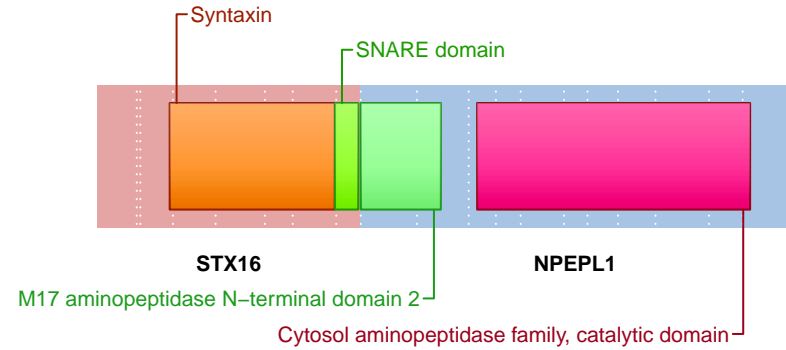 Syntaxin
SNARE domain
STX16
NPEPL1
M17 aminopeptidase N−terminal domain 2
Cytosol aminopeptidase family, catalytic domain